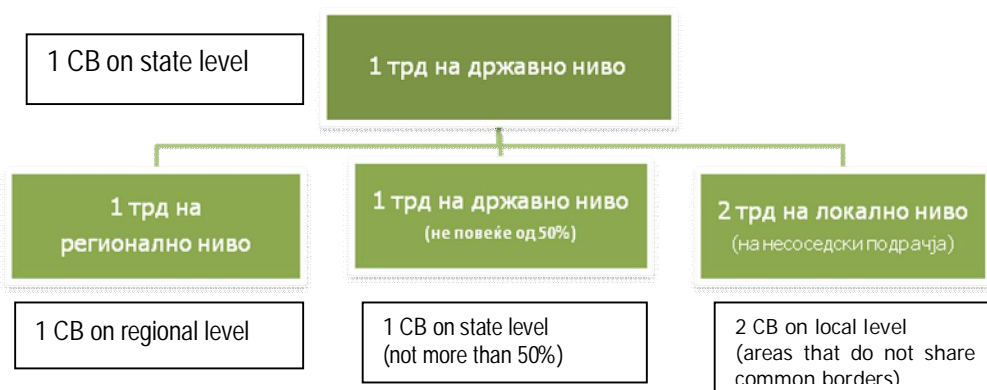 1 CB on state level
1 трд на државно ниво
1 трд на
регионално ниво
1 трд на државно ниво
(не повеќе од 50%)
2 трд на локално ниво
(на несоседски подрачја)
1 CB on regional level
1 CB on state level
(not more than 50%)
2 CB on local level
(areas that do not share
common borders)